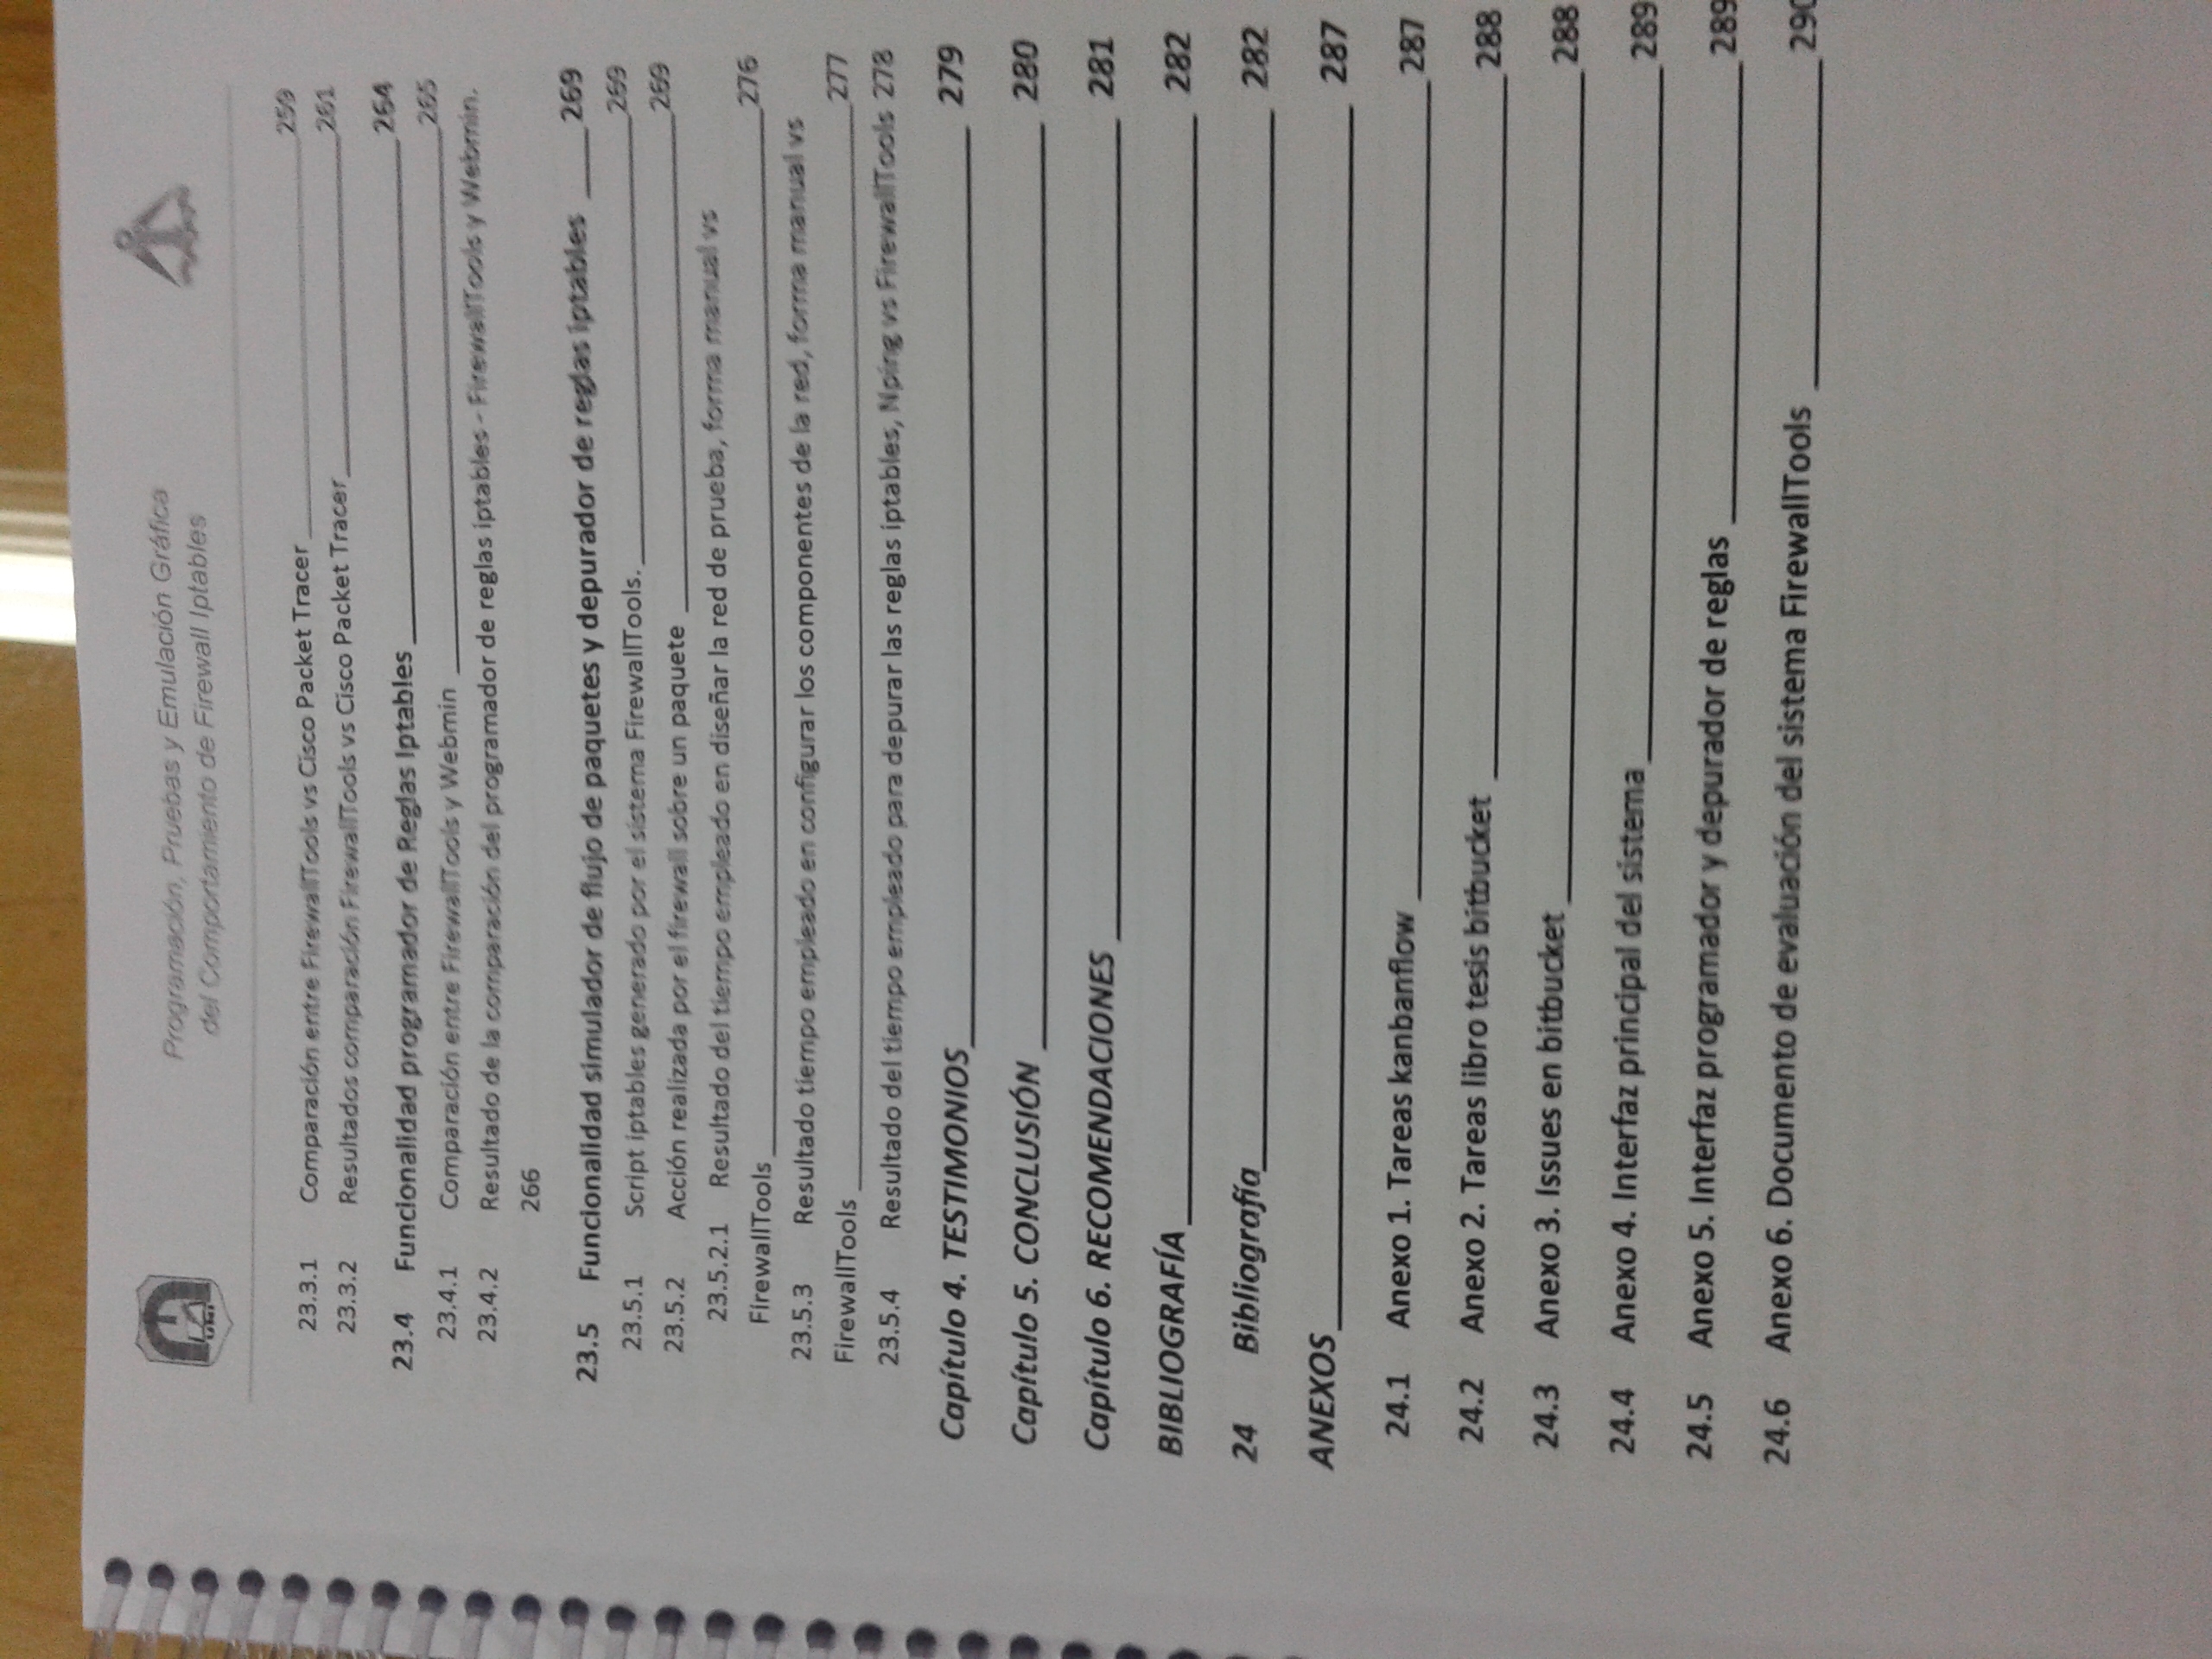 Programación, Pruebas y Emulación Gráfica
del Comportamiento de Firewall Iptables
23.3.1 Comparación entre FirewallTools vs Cisco Packet Tracer 259
23.3.2 Resultados comparación FirewallTools vs Cisco Packet Tracer 261
23.4 Funcionalidad programador de Reglas Iptables 264
23.4.1 Comparación entre FirewallTools y Webmin 265
23.4.2 Resultado de la comparación del programador de reglas iptables - FirewallTools y Webmin.
266
23.5 Funcionalidad simulador de flujo de paquetes y depurador de reglas iptables 269
23.5.1 Script iptables generado por el sistema FirewallTools. 269
23.5.2 Acción realizada por el firewall sobre un paquete 269
23.5.2.1 Resultado del tiempo empleado en diseñar la red de prueba, forma manual vs
FirewallTools 276
23.5.3 Resultado tiempo empleado en configurar los componentes de la red, forma manual vs
FirewallTools 277
23.5.4 Resultado del tiempo empleado para depurar las reglas iptables, Nping vs FirewallTools 278
Capítulo 4. TESTIMONIOS 279
Capítulo 5. CONCLUSIÓN 280
Capítulo 6. RECOMENDACIONES 281
BIBLIOGRAFÍA 282
24 Bibliografía 282
ANEXOS 287
24.1 Anexo 1. Tareas kanbanflow 287
24.2 Anexo 2. Tareas libro tesis bitbucket 288
24.3 Anexo 3. Issues en bitbucket 288
24.4 Anexo 4. Interfaz principal del sistema 289
24.5 Anexo 5. Interfaz programador y depurador de reglas 289
24.6 Anexo 6. Documento de evaluación del sistema FirewallTools 290